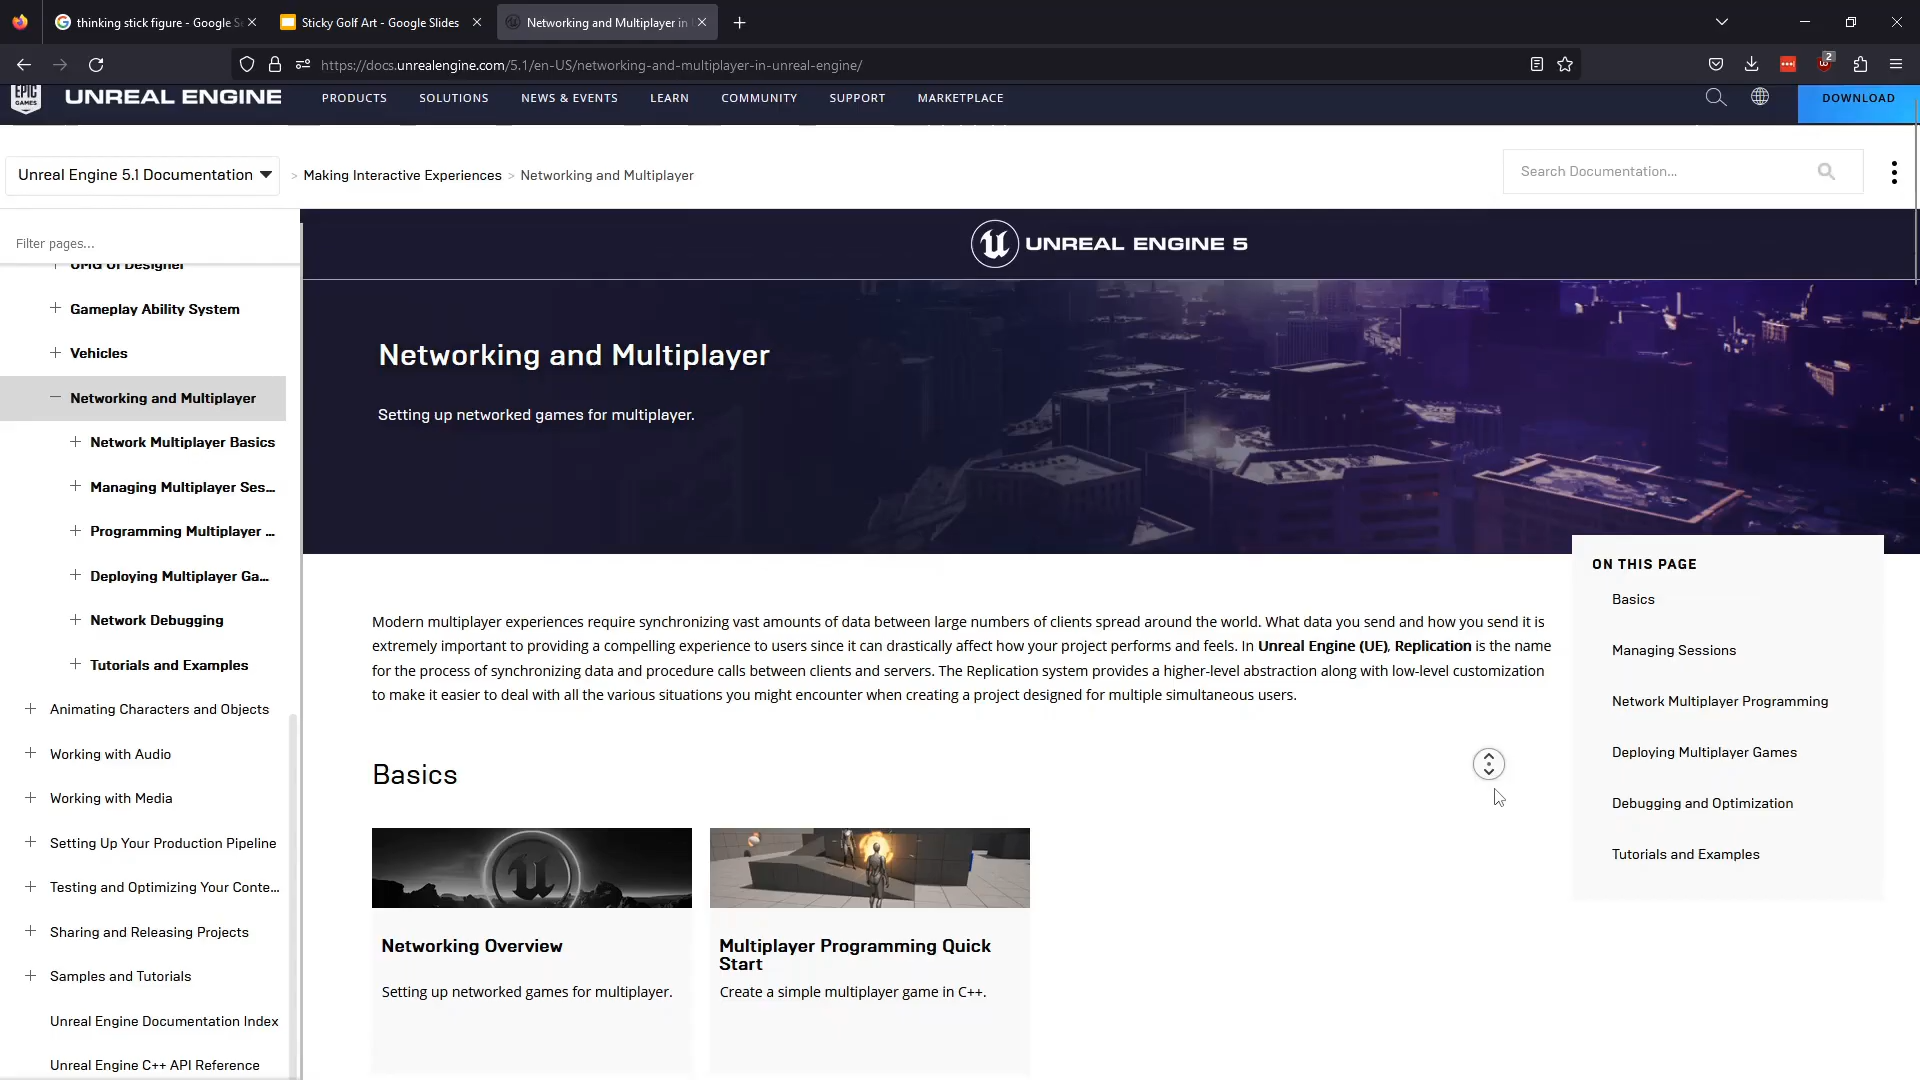 thinking stick figure - Google S
Sticky Golf Art - Google Slides
Networking and Multiplayer in
https://docs.unrealengine.com/5.1/en-US/networking-and-multiplayer-in-unreal-engine/
2
EPIC GAMES
UNREAL ENGINE
PRODUCTS
SOLUTIONS
NEWS & EVENTS
LEARN
COMMUNITY
SUPPORT
MARKETPLACE
DOWNLOAD
Unreal Engine 5.1 Documentation
> Making Interactive Experiences > Networking and Multiplayer
Search Documentation...
Filter pages...
UMG UI Designer
Gameplay Ability System
Vehicles
Networking and Multiplayer
Network Multiplayer Basics
Managing Multiplayer Ses...
Programming Multiplayer ...
Deploying Multiplayer Ga...
Network Debugging
Tutorials and Examples
Animating Characters and Objects
Working with Audio
Working with Media
Setting Up Your Production Pipeline
Testing and Optimizing Your Conte...
Sharing and Releasing Projects
Samples and Tutorials
Unreal Engine Documentation Index
Unreal Engine C++ API Reference
UNREAL ENGINE 5
Networking and Multiplayer
Setting up networked games for multiplayer.
Modern multiplayer experiences require synchronizing vast amounts of data between large numbers of clients spread around the world. What data you send and how you send it is
extremely important to providing a compelling experience to users since it can drastically affect how your project performs and feels. In Unreal Engine (UE), Replication is the name
for the process of synchronizing data and procedure calls between clients and servers. The Replication system provides a higher-level abstraction along with low-level customization
to make it easier to deal with all the various situations you might encounter when creating a project designed for multiple simultaneous users.
Basics
Networking Overview
Setting up networked games for multiplayer.
Multiplayer Programming Quick
Start
Create a simple multiplayer game in C++.
ON THIS PAGE
Basics
Managing Sessions
Network Multiplayer Programming
Deploying Multiplayer Games
Debugging and Optimization
Tutorials and Examples